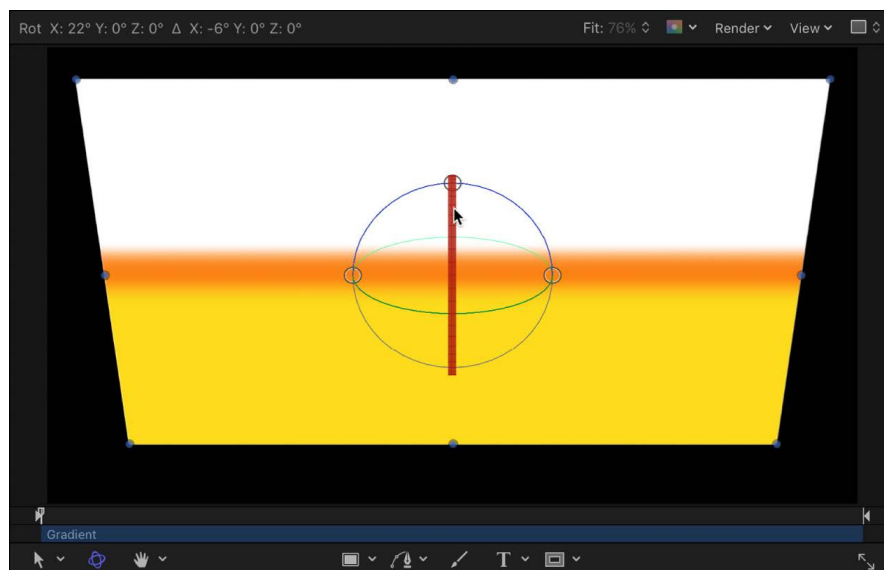 Rot X: 22° Y: 0° Z: 0° Δ X: -6° Y: 0° Z: 0° Fit: 76% Render View
Gradient
T